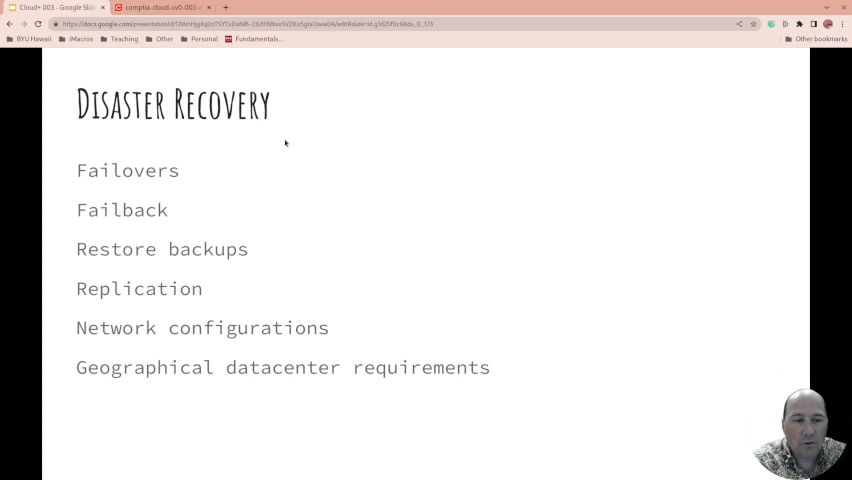 Cloud+ 003 - Google Slid
comptia-cloud-cv0-003-e
BYU Hawaii
iMacros
Teaching
Other
Personal
Fundamentals...
Other bookmarks
Disaster Recovery
Failovers
Failback
Restore backups
Replication
Network configurations
Geographical datacenter requirements